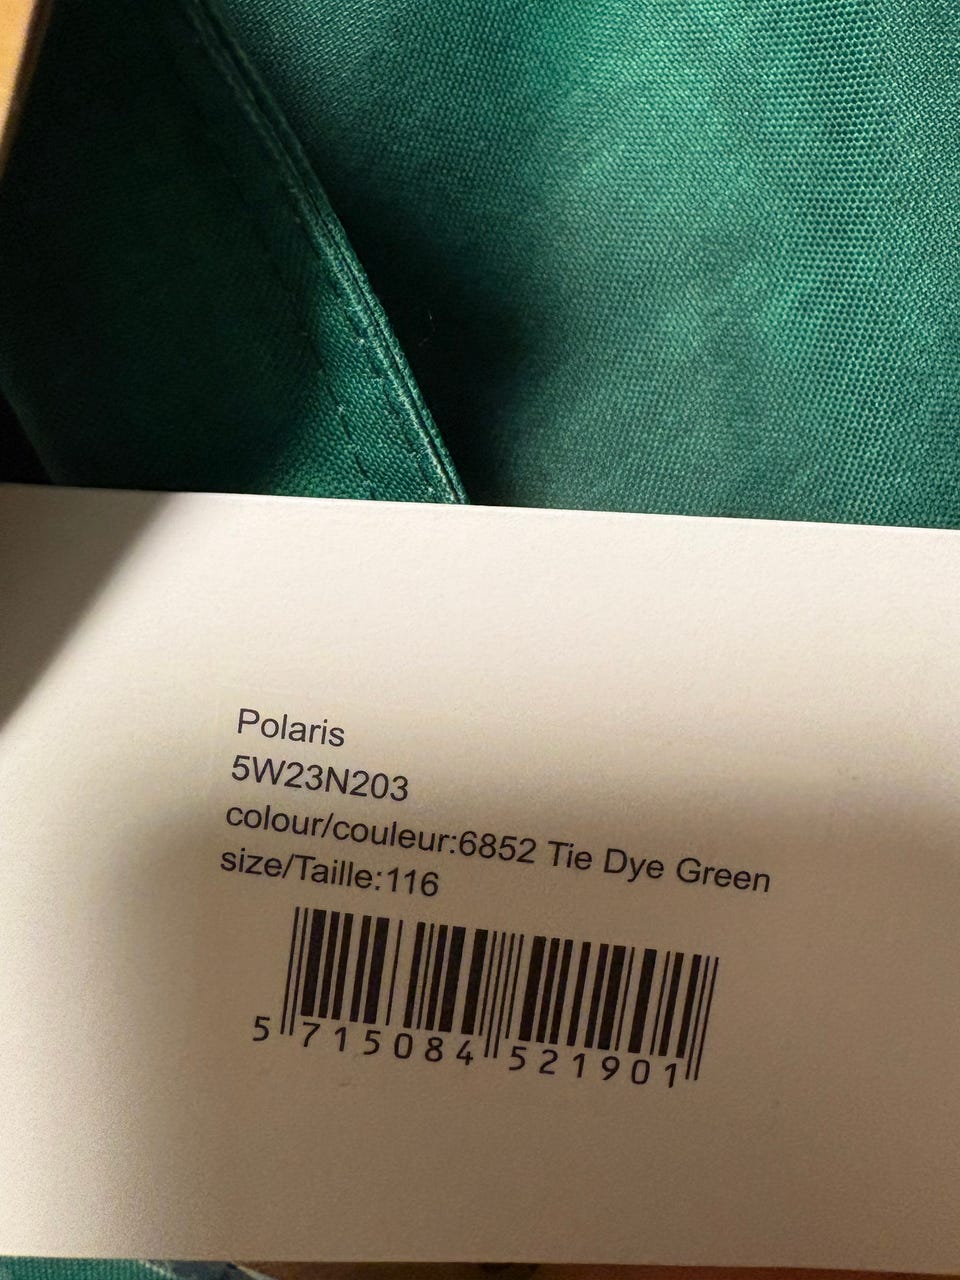 Polaris
5W23N203
colour/couleur:6852 Tie Dye Green
size/Taille:116
5 715084 521901